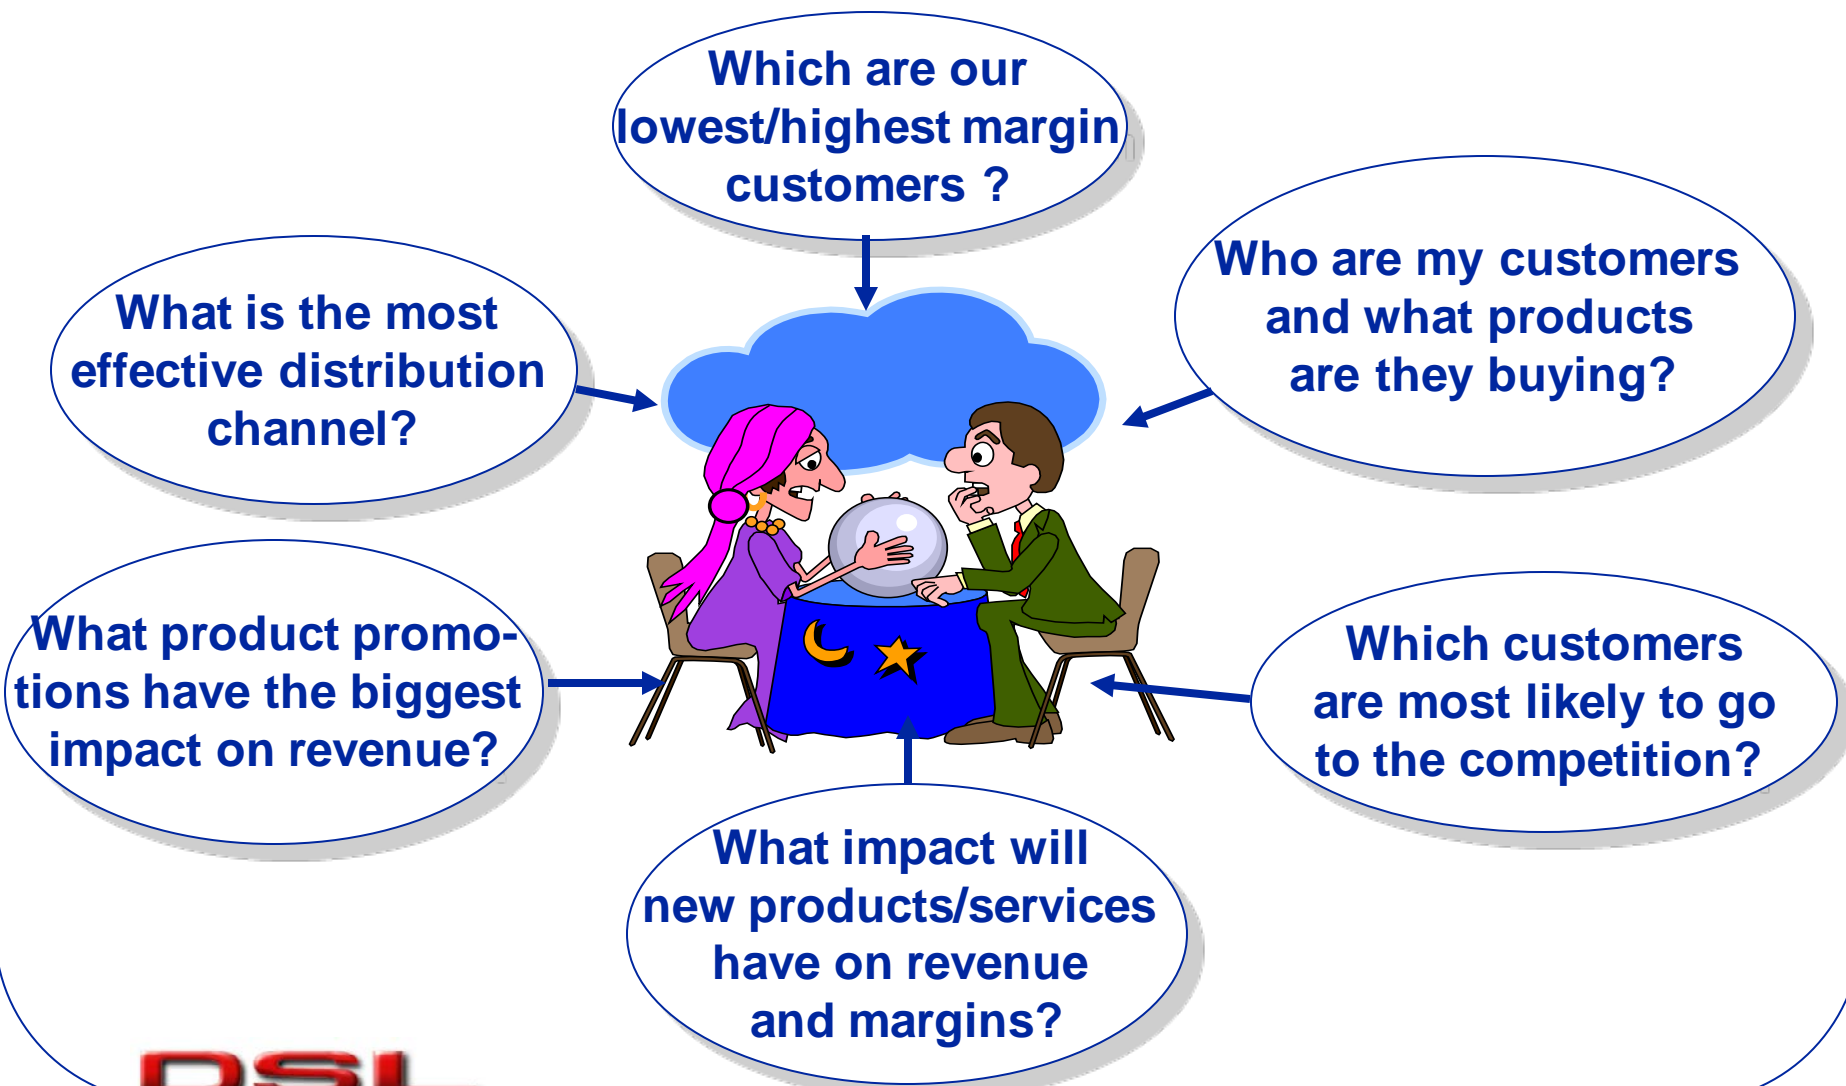 Which are our
lowest/highest margin
customers ?
Who are my customers
and what products
are they buying?
What is the most
effective distribution
channel?
What product promo-
tions have the biggest
impact on revenue?
Which customers
are most likely to go
to the competition?
What impact will
new products/services
have on revenue
and margins?
DSL